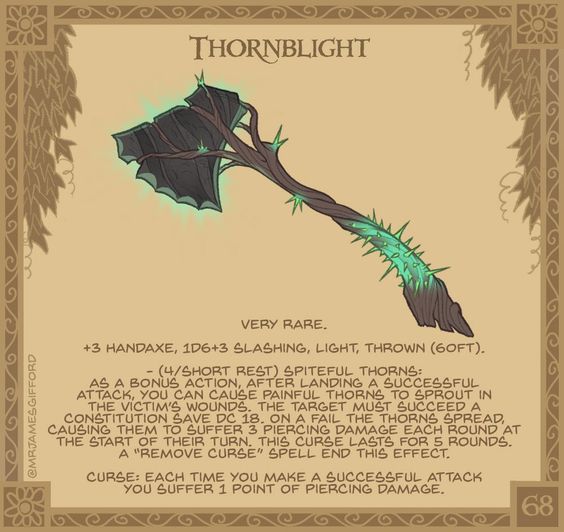 THORNBLIGHT
VERY RARE.
+3 HANDAXE, 1D6+3 SLASHING, LIGHT, THROWN (60FT).
- (4/SHORT REST) SPITEFUL THORNS:
AS A BONUS ACTION, AFTER LANDING A SUCCESSFUL
ATTACK, YOU CAN CAUSE PAINFUL THORNS TO SPROUT IN
THE VICTIM'S WOUNDS. THE TARGET MUST SUCCEED A
CONSTITUTION SAVE DC 18. ON A FAIL THE THORNS SPREAD,
CAUSING THEM TO SUFFER 3 PIERCING DAMAGE EACH ROUND AT
THE START OF THEIR TURN. THIS CURSE LASTS FOR 5 ROUNDS.
A "REMOVE CURSE" SPELL END THIS EFFECT.
CURSE: EACH TIME YOU MAKE A SUCCESSFUL ATTACK
YOU SUFFER 1 POINT OF PIERCING DAMAGE.
@MRJAMESGIFFORD
68